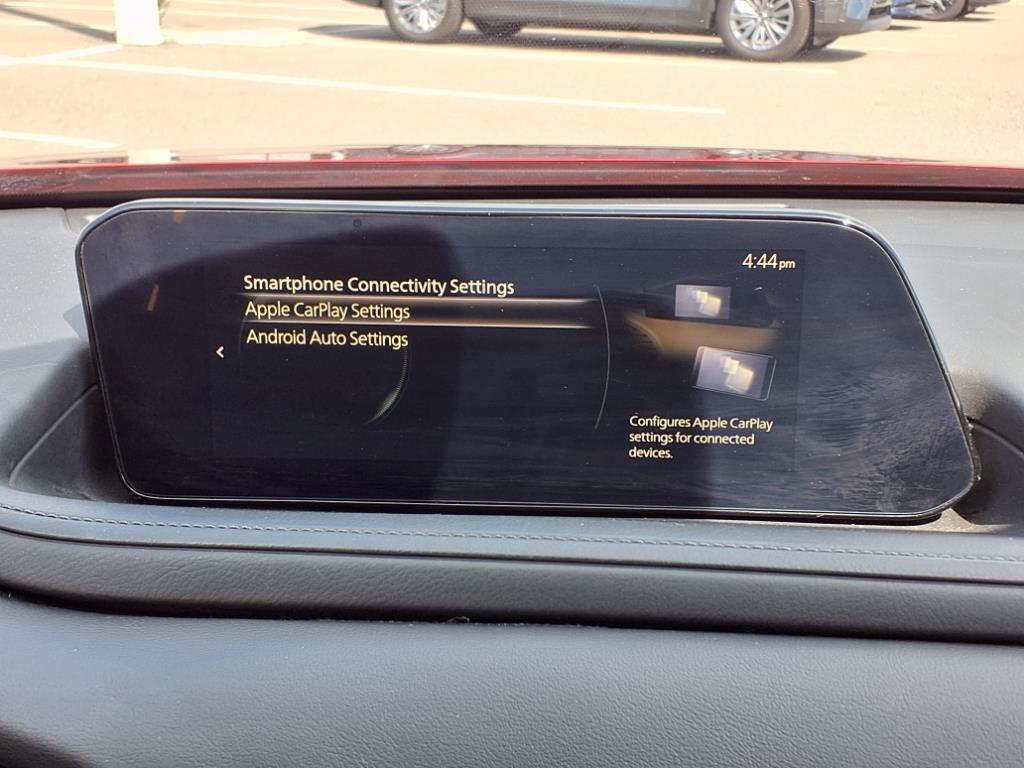 4:44pm
Smartphone Connectivity Settings
Apple CarPlay Settings
Android Auto Settings
Configures Apple CarPlay
settings for connected
devices.